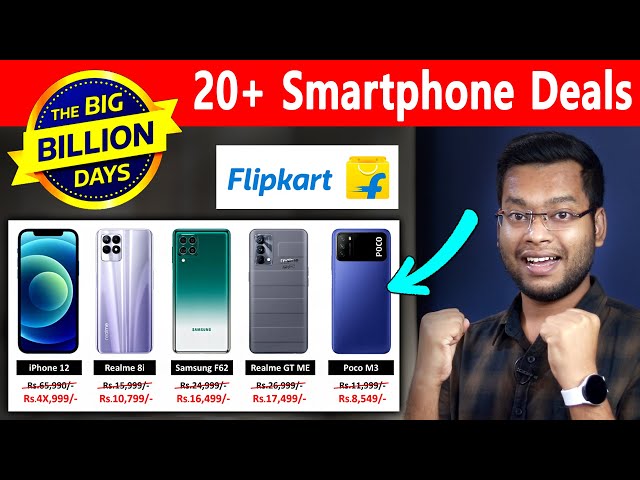 THE BIG
BILLION
DAYS
20+ Smartphone Deals
Flipkart
realme
SAMSUNG
POCO
iPhone 12
Realme 8i
Samsung F62
Realme GT ME
Poco M3
Rs.65,990/-
Rs.15,999/-
Rs.24,999/-
Rs.26,999/-
Rs.11,999/-
Rs.4X,999/-
Rs.10,799/-
Rs.16,499/-
Rs.17,499/-
Rs.8,549/-